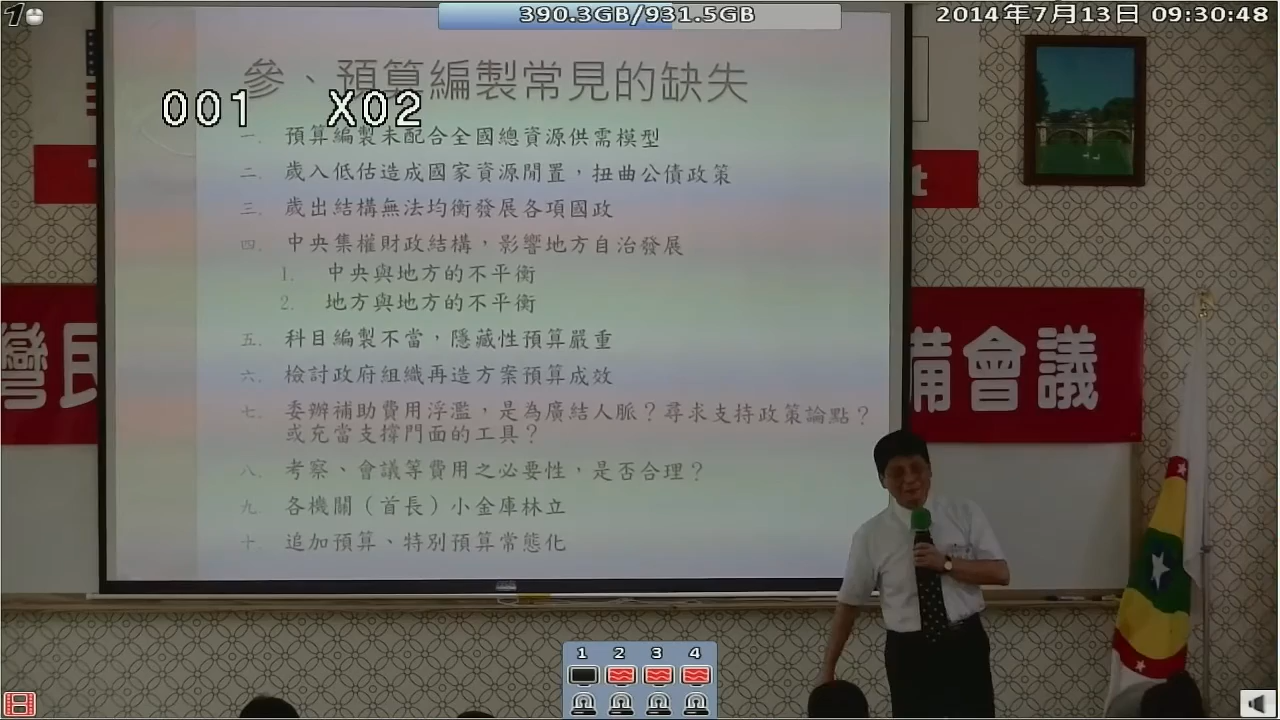 390.3GB/931.5GB
2014年7月13日 09:30:48
參、預算編製常見的缺失
001 X02
一. 預算編製未配合全國總資源供需模型
二. 歲入低估造成國家資源閒置，扭曲公債政策
三. 歲出結構無法均衡發展各項國政
四. 中央集權財政結構，影響地方自治發展
1. 中央與地方的不平衡
2. 地方與地方的不平衡
五. 科目編製不當，隱藏性預算嚴重
六. 檢討政府組織再造方案預算成效
七. 委辦補助費用浮濫，是為廣結人脈？尋求支持政策論點？
或充當支撐門面的工具？
八. 考察、會議等費用之必要性，是否合理？
九. 各機關（首長）小金庫林立
十. 追加預算、特別預算常態化
灣民
備會議
t
1 2 3 4